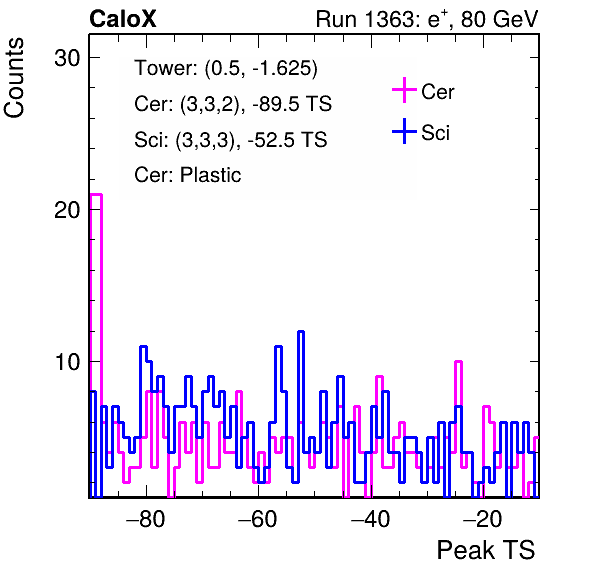 CaloX Run 1363: e⁺, 80 GeV
Counts
30
20
10
Tower: (0.5, -1.625)
Cer: (3,3,2), -89.5 TS
Sci: (3,3,3), -52.5 TS
Cer: Plastic
Cer
Sci
−80 −60 −40 −20
Peak TS